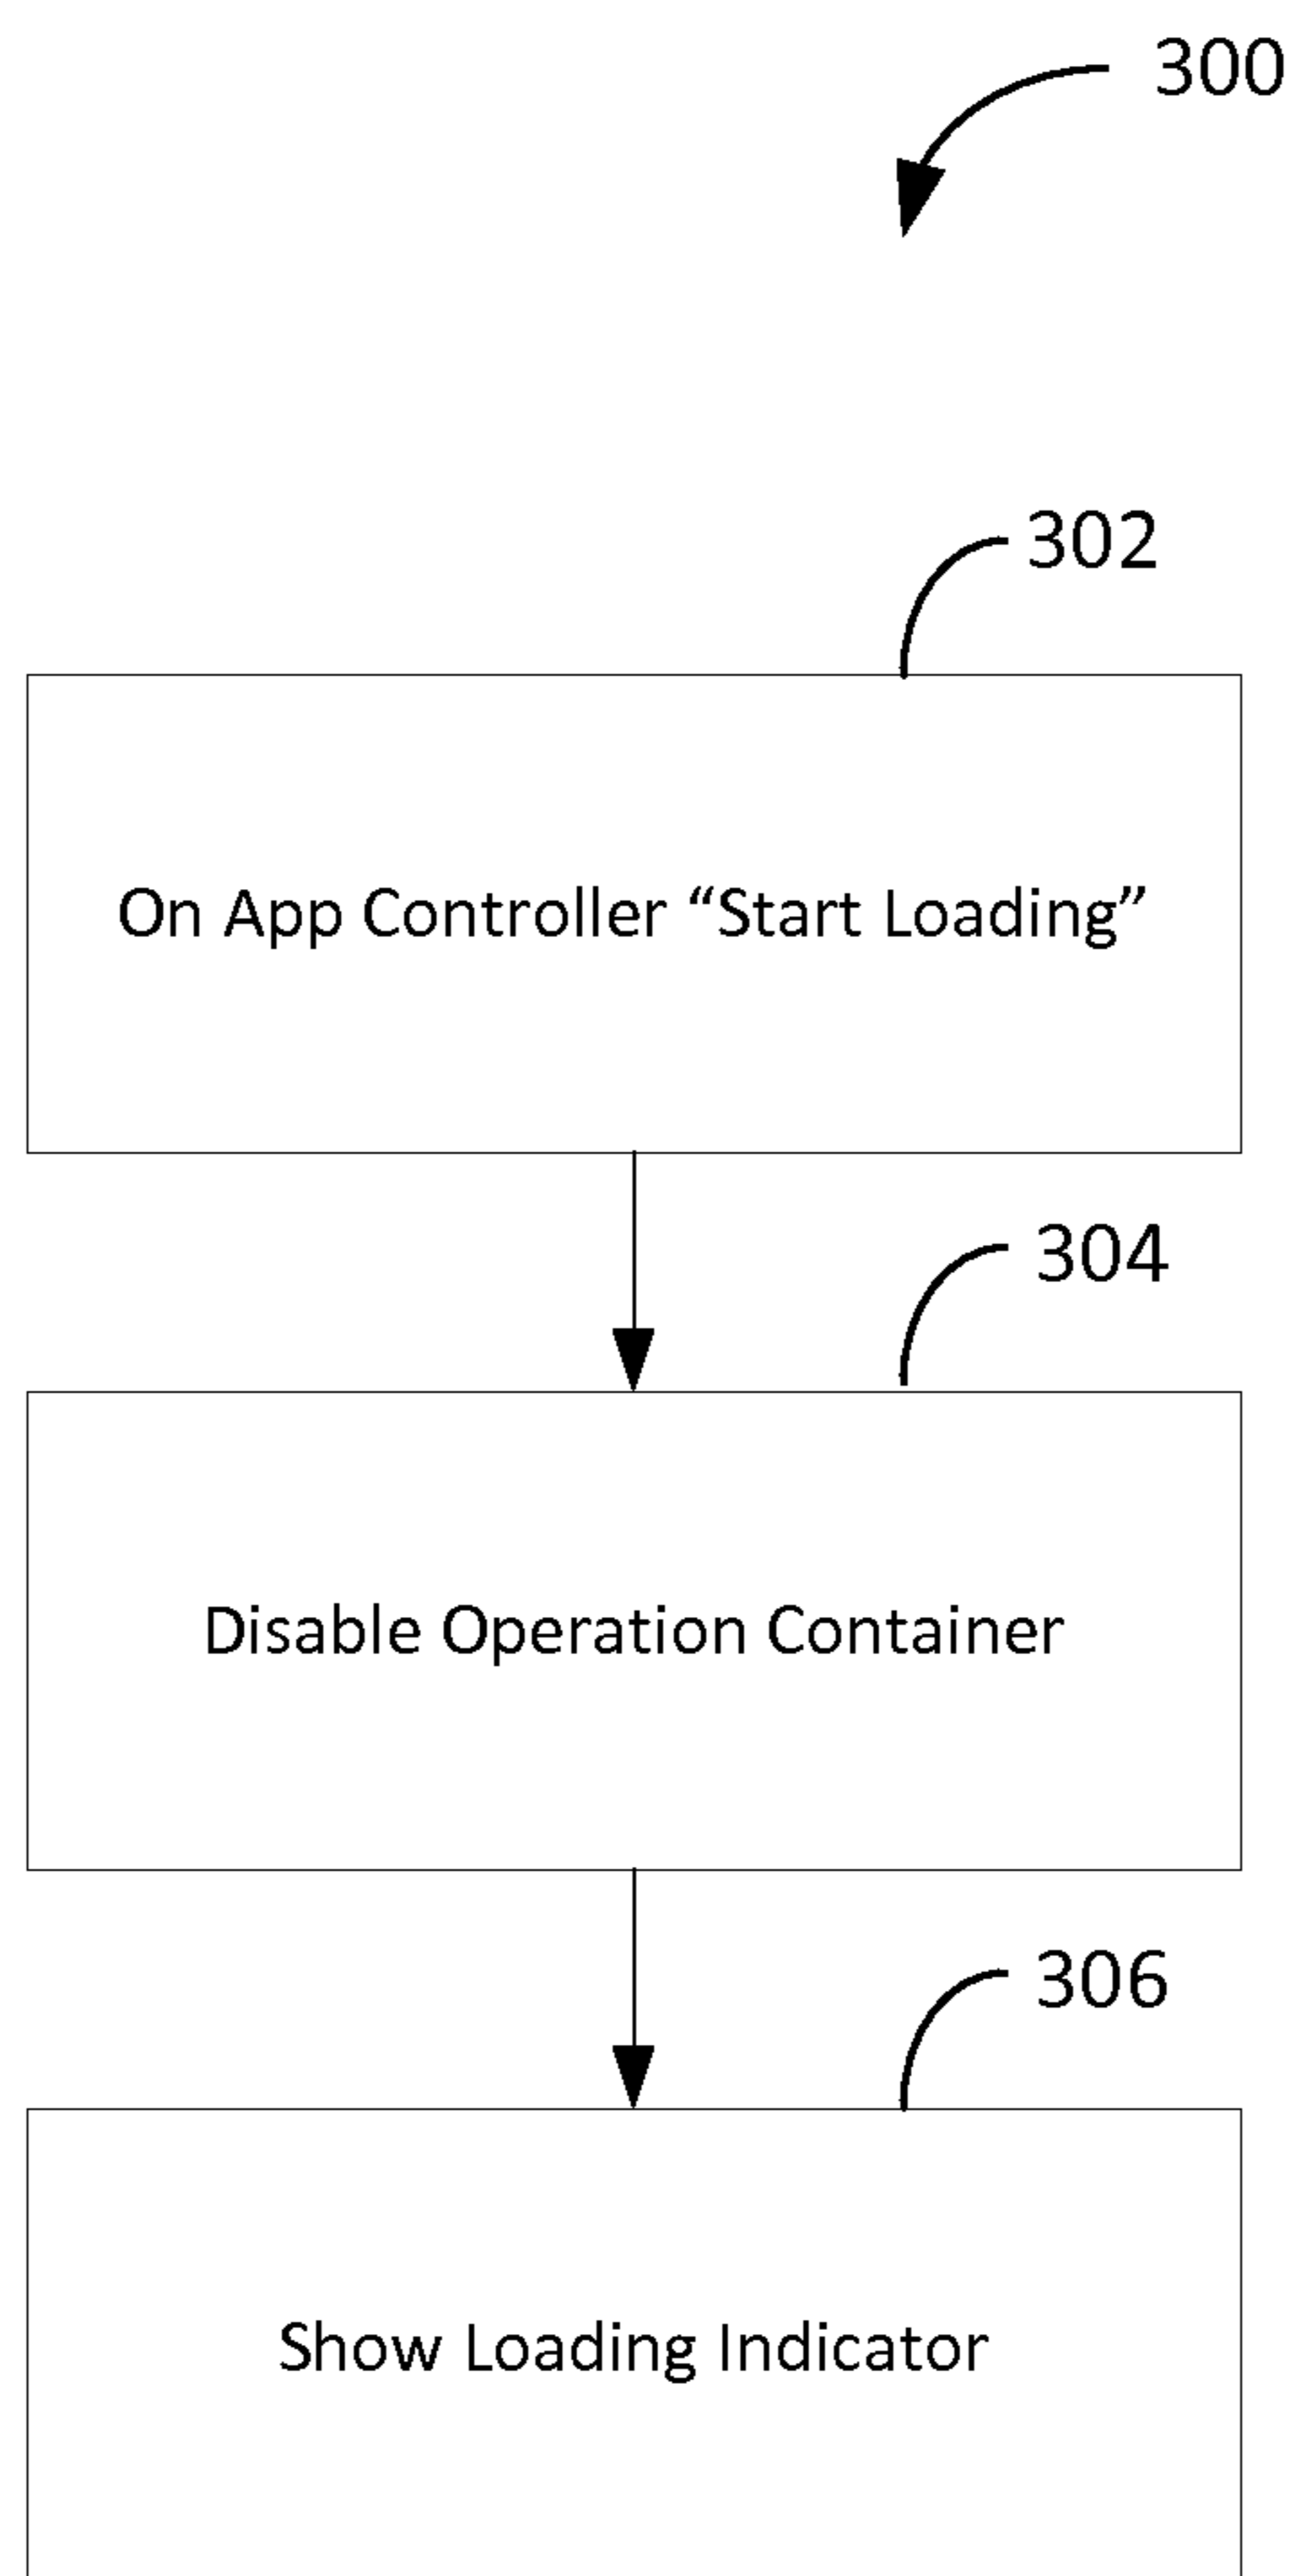 300
302
On App Controller “Start Loading”
304
Disable Operation Container
306
Show Loading Indicator